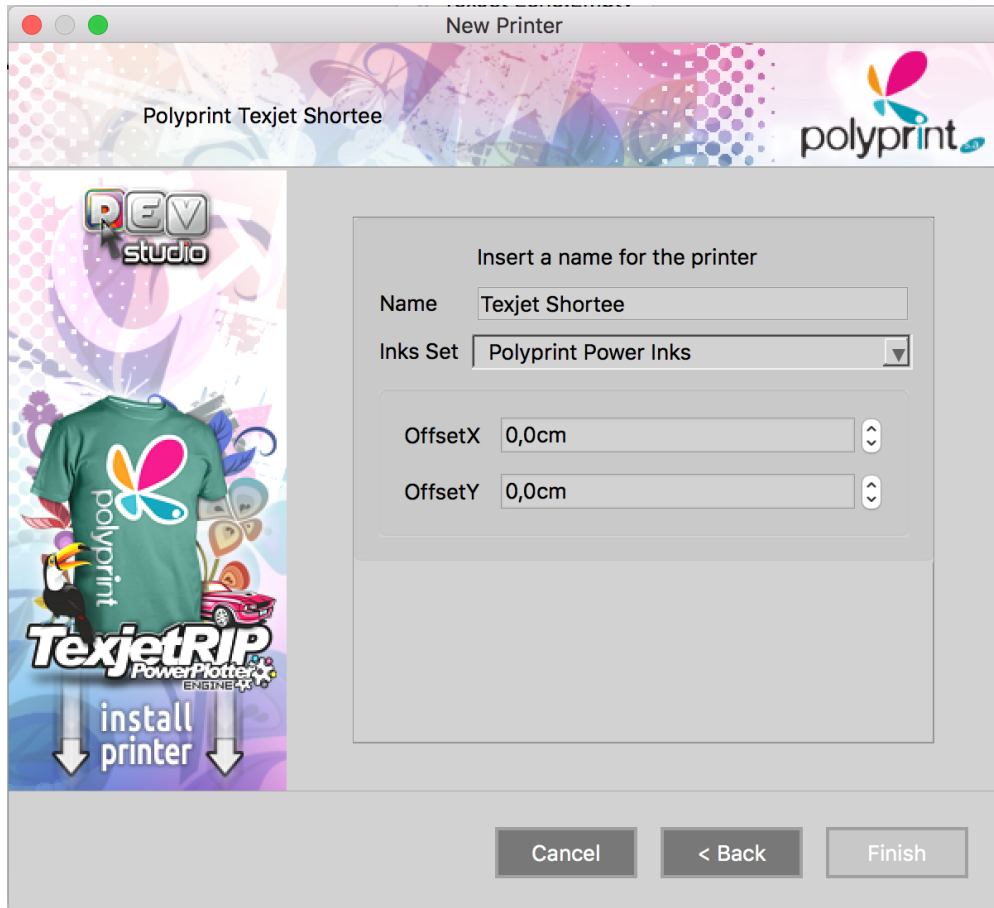 New Printer
Polyprint Texjet Shortee
polyprint
REV
studio
Insert a name for the printer
Name Texjet Shortee
Inks Set Polyprint Power Inks
OffsetX 0,0cm
OffsetY 0,0cm
polyprint
TexjetRIP
PowerPlotter
ENGINE
install
printer
Cancel < Back Finish